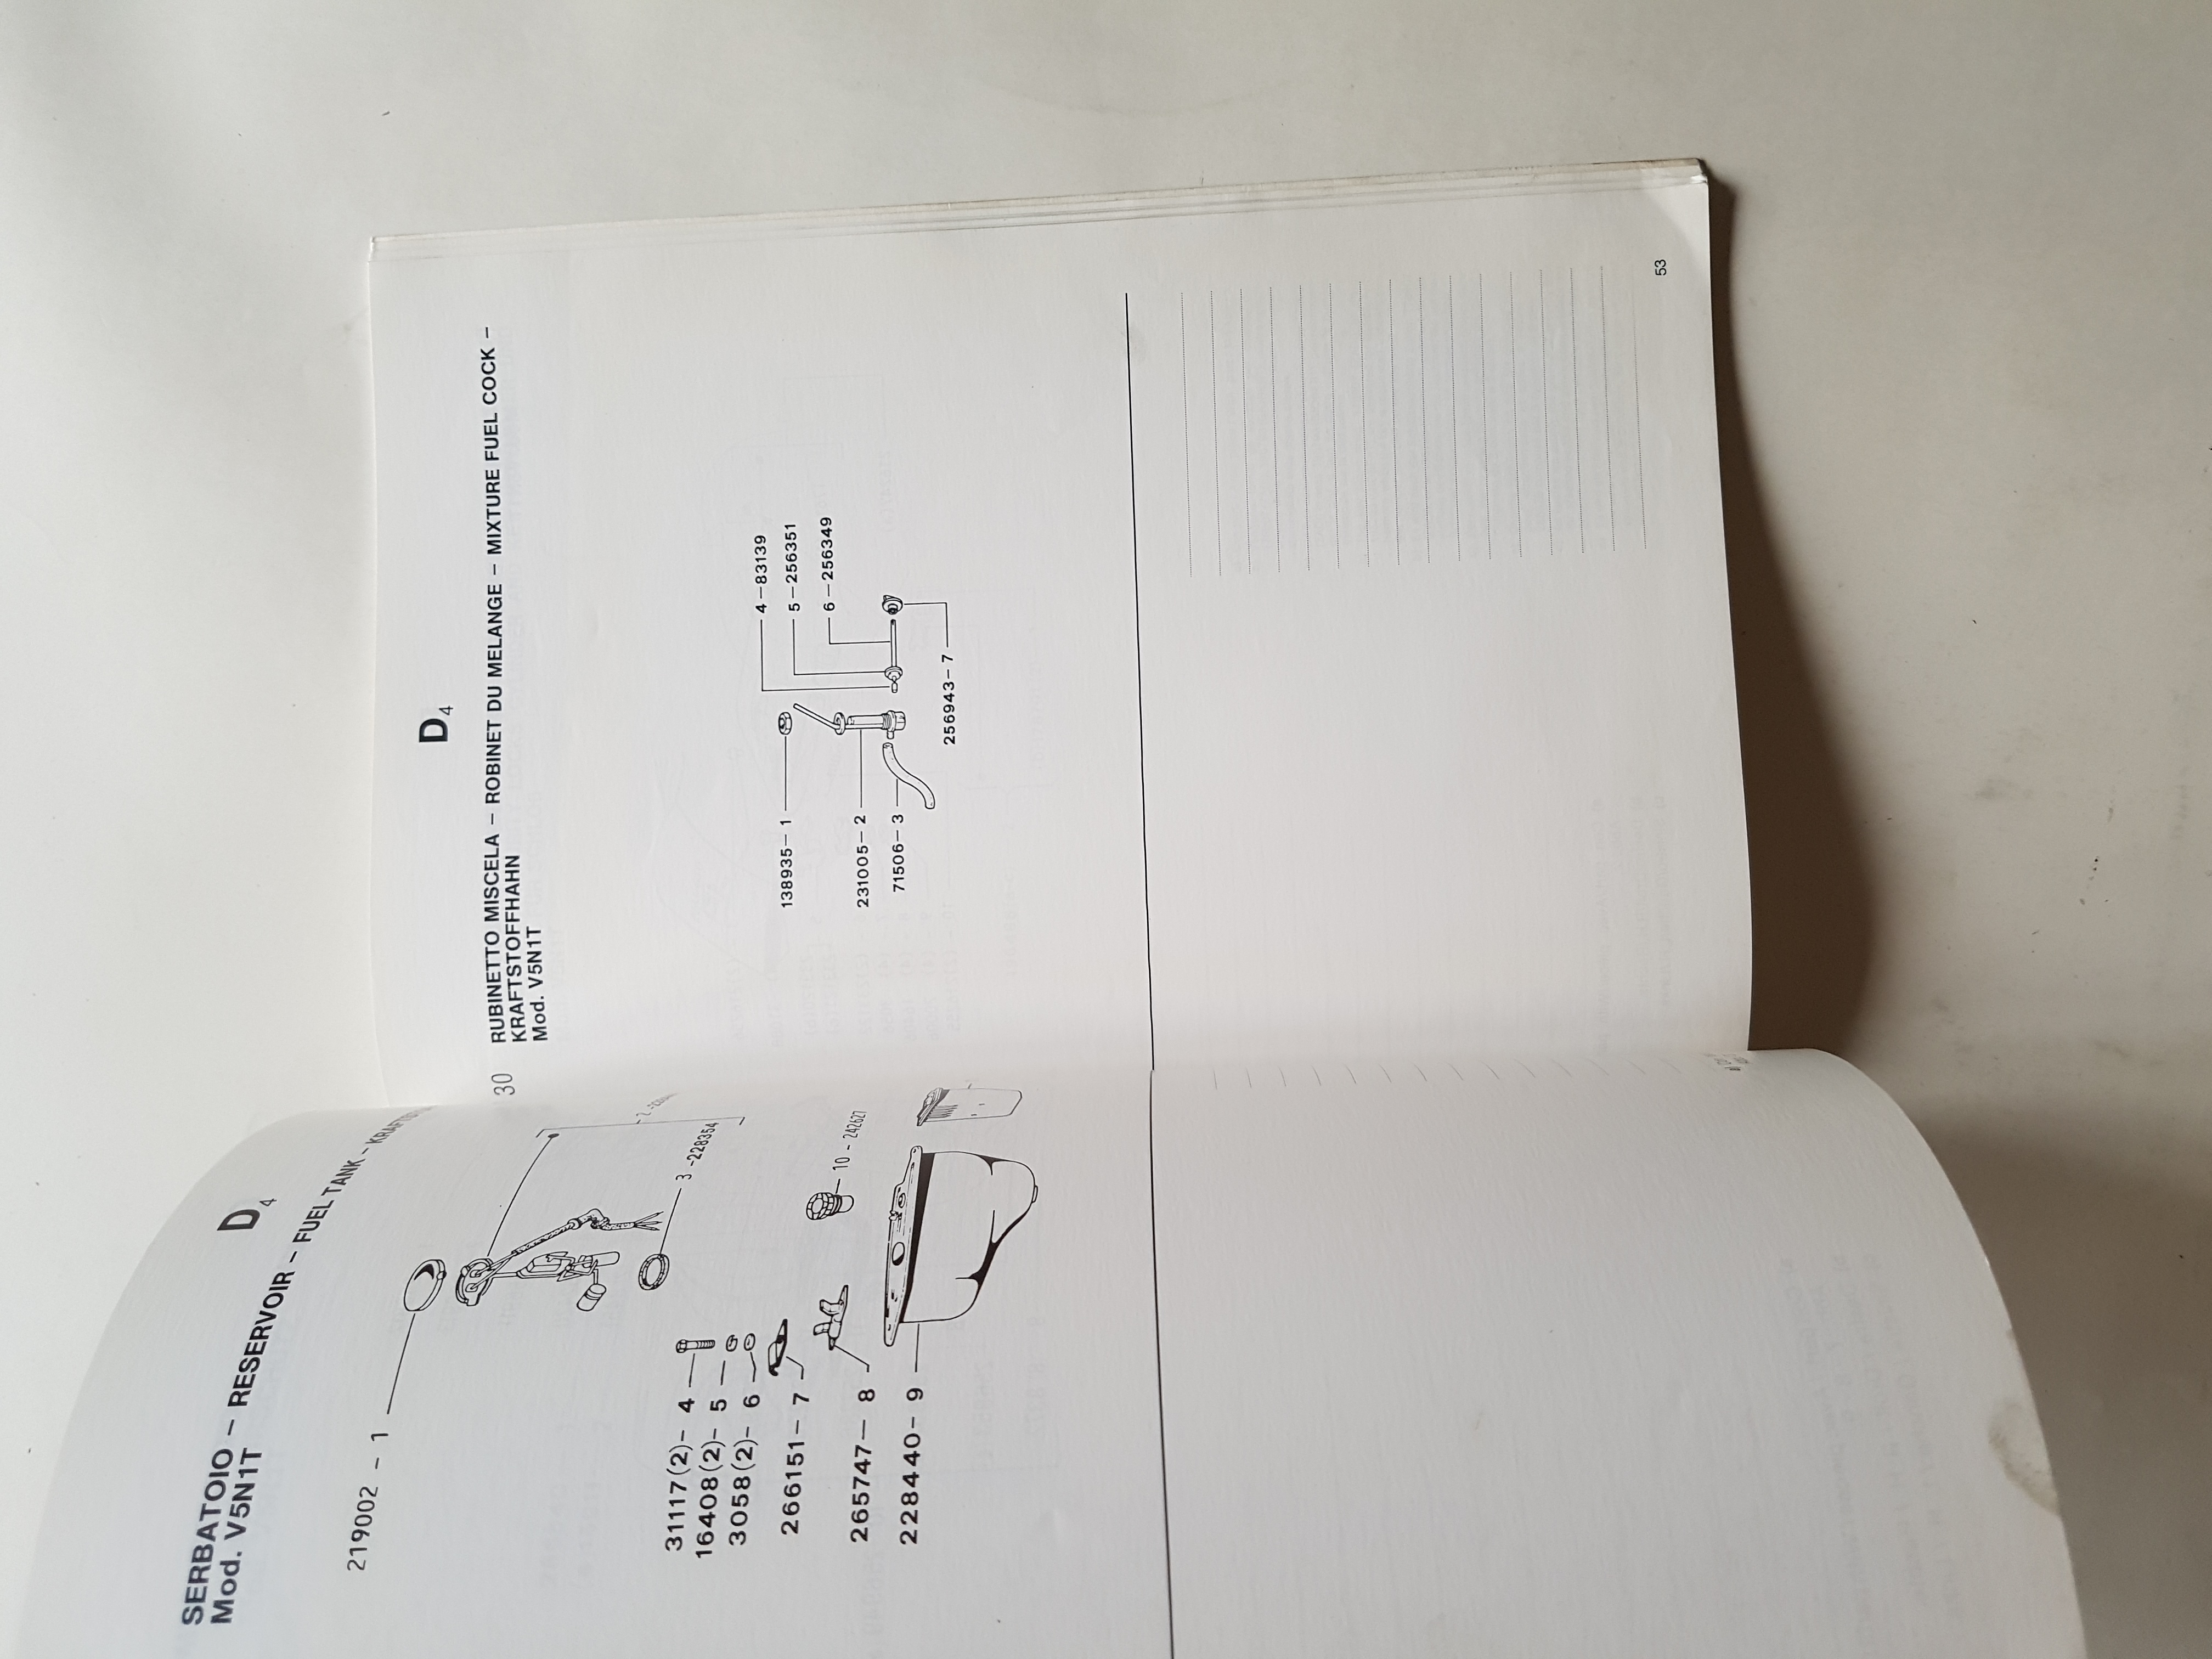 D4
SERBATOIO – RESERVOIR – FUEL TANK –
Mod. V5N1T
219002 – 1
2
3 -228354
31117(2)– 4
16408(2)– 5
3058(2)– 6
266151– 7
10 – 242627
265747— 8
228440– 9
D4
30 RUBINETTO MISCELA – ROBINET DU MELANGE – MIXTURE FUEL COCK –
KRAFTSTOFFHAHN
Mod. V5N1T
4 –83139
5–256351
6–256349
138935– 1
231005– 2
71506–3
256943– 7
53